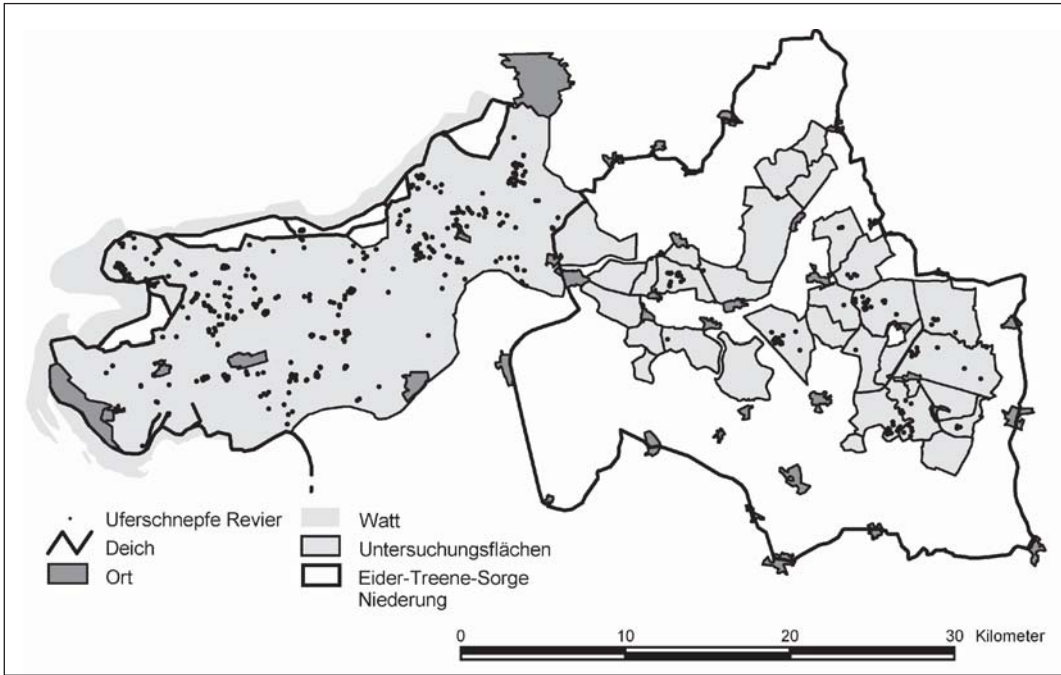 Uferschnepfe Revier
Deich
Ort
Watt
Untersuchungsflächen
Eider-Treene-Sorge
Niederung
0 10 20 30 Kilometer